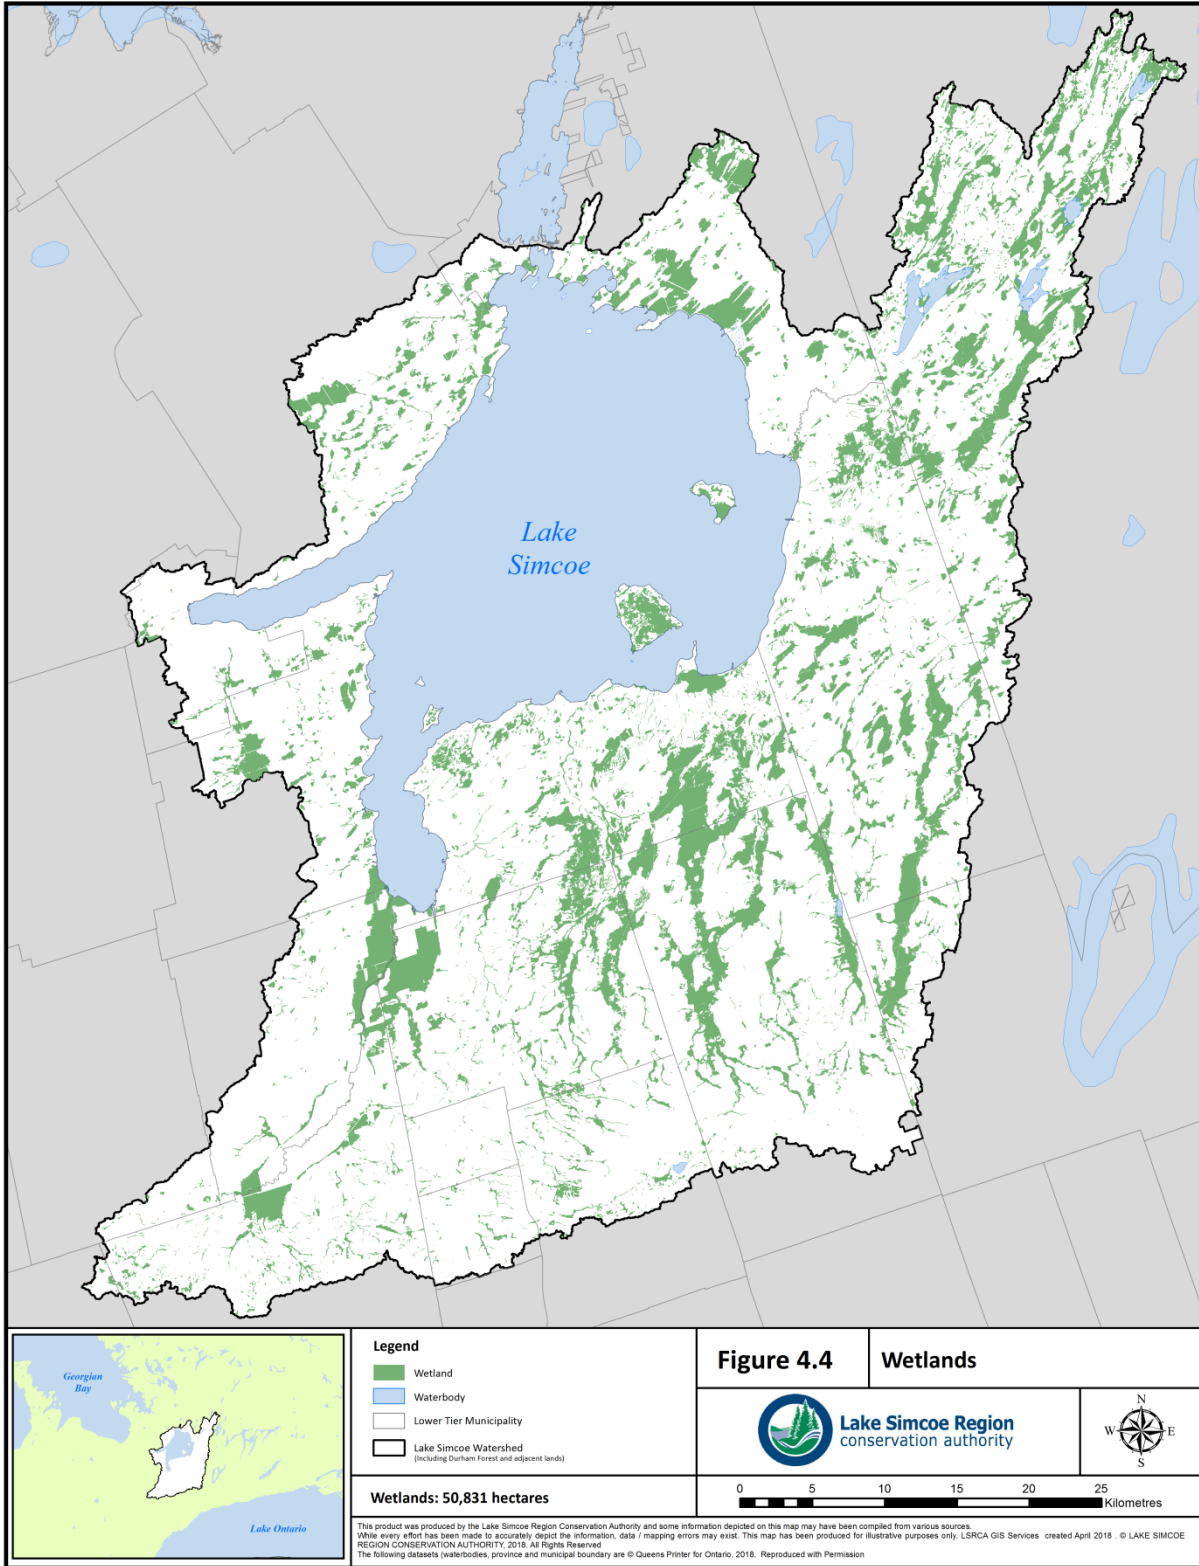 Lake
Simcoe
Georgian
Bay
Lake Ontario
Legend
Wetland
Waterbody
Lower Tier Municipality
Lake Simcoe Watershed
(Including Durham Forest and adjacent lands)
Wetlands: 50,831 hectares
Figure 4.4
Wetlands
Lake Simcoe Region
conservation authority
N
W E
S
0 5 10 15 20 25
Kilometres
This product was produced by the Lake Simcoe Region Conservation Authority and some information depicted on this map may have been compiled from various sources.
While every effort has been made to accurately depict the information, data / mapping errors may exist. This map has been produced for illustrative purposes only. LSRCA GIS Services created April 2018 . © LAKE SIMCOE
REGION CONSERVATION AUTHORITY, 2018. All Rights Reserved
The following datasets (waterbodies, province and municipal boundary are © Queens Printer for Ontario, 2018. Reproduced with Permission